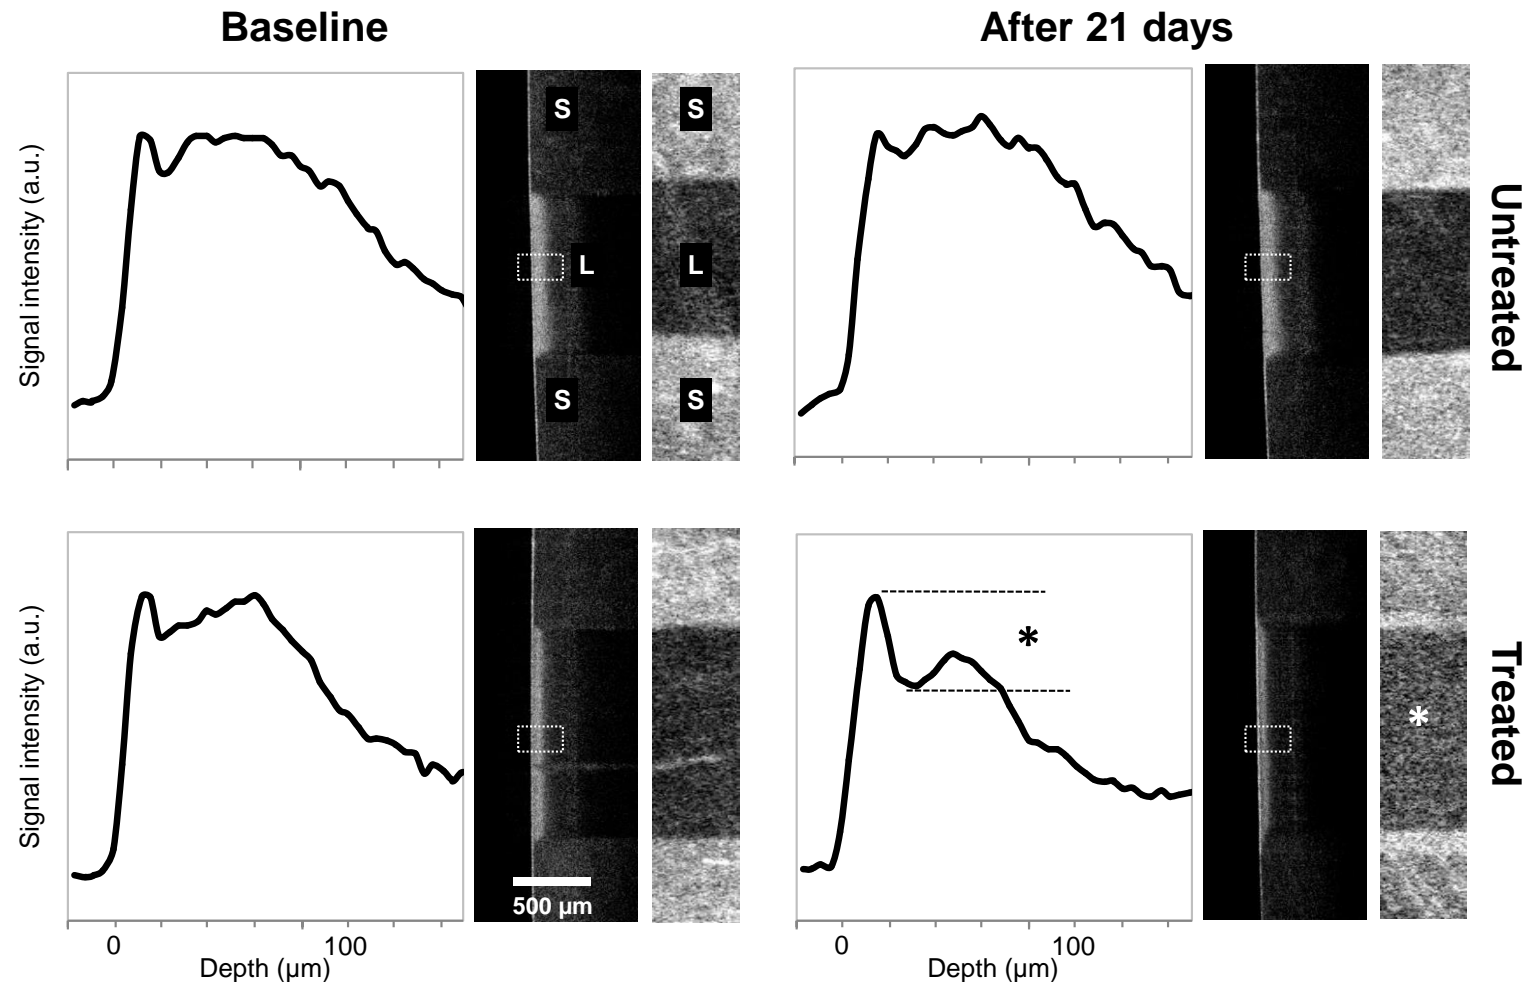 Baseline
After 21 days
Signal intensity (a.u.)
S
S
L
L
S
S
Untreated
Signal intensity (a.u.)
500 µm
0
100
Depth (µm)
*
*
0
100
Depth (µm)
Treated